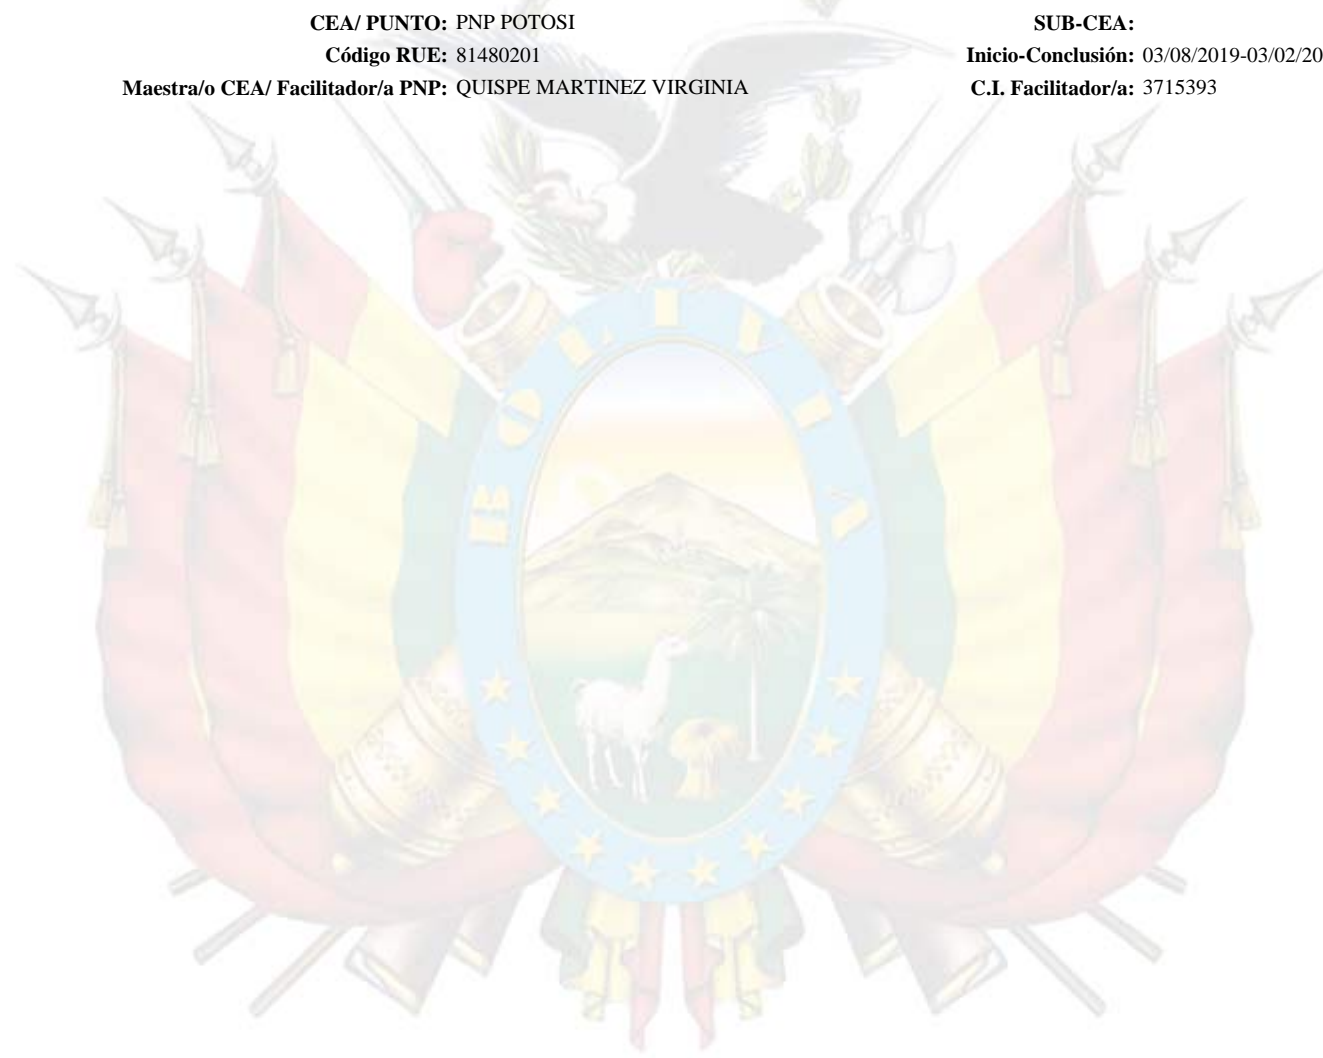 CEA/ PUNTO: PNP POTOSI SUB-CEA:
Código RUE: 81480201 Inicio-Conclusión: 03/08/2019-03/02/20
Maestra/o CEA/ Facilitador/a PNP: QUISPE MARTINEZ VIRGINIA C.I. Facilitador/a: 3715393
BOLIVIA